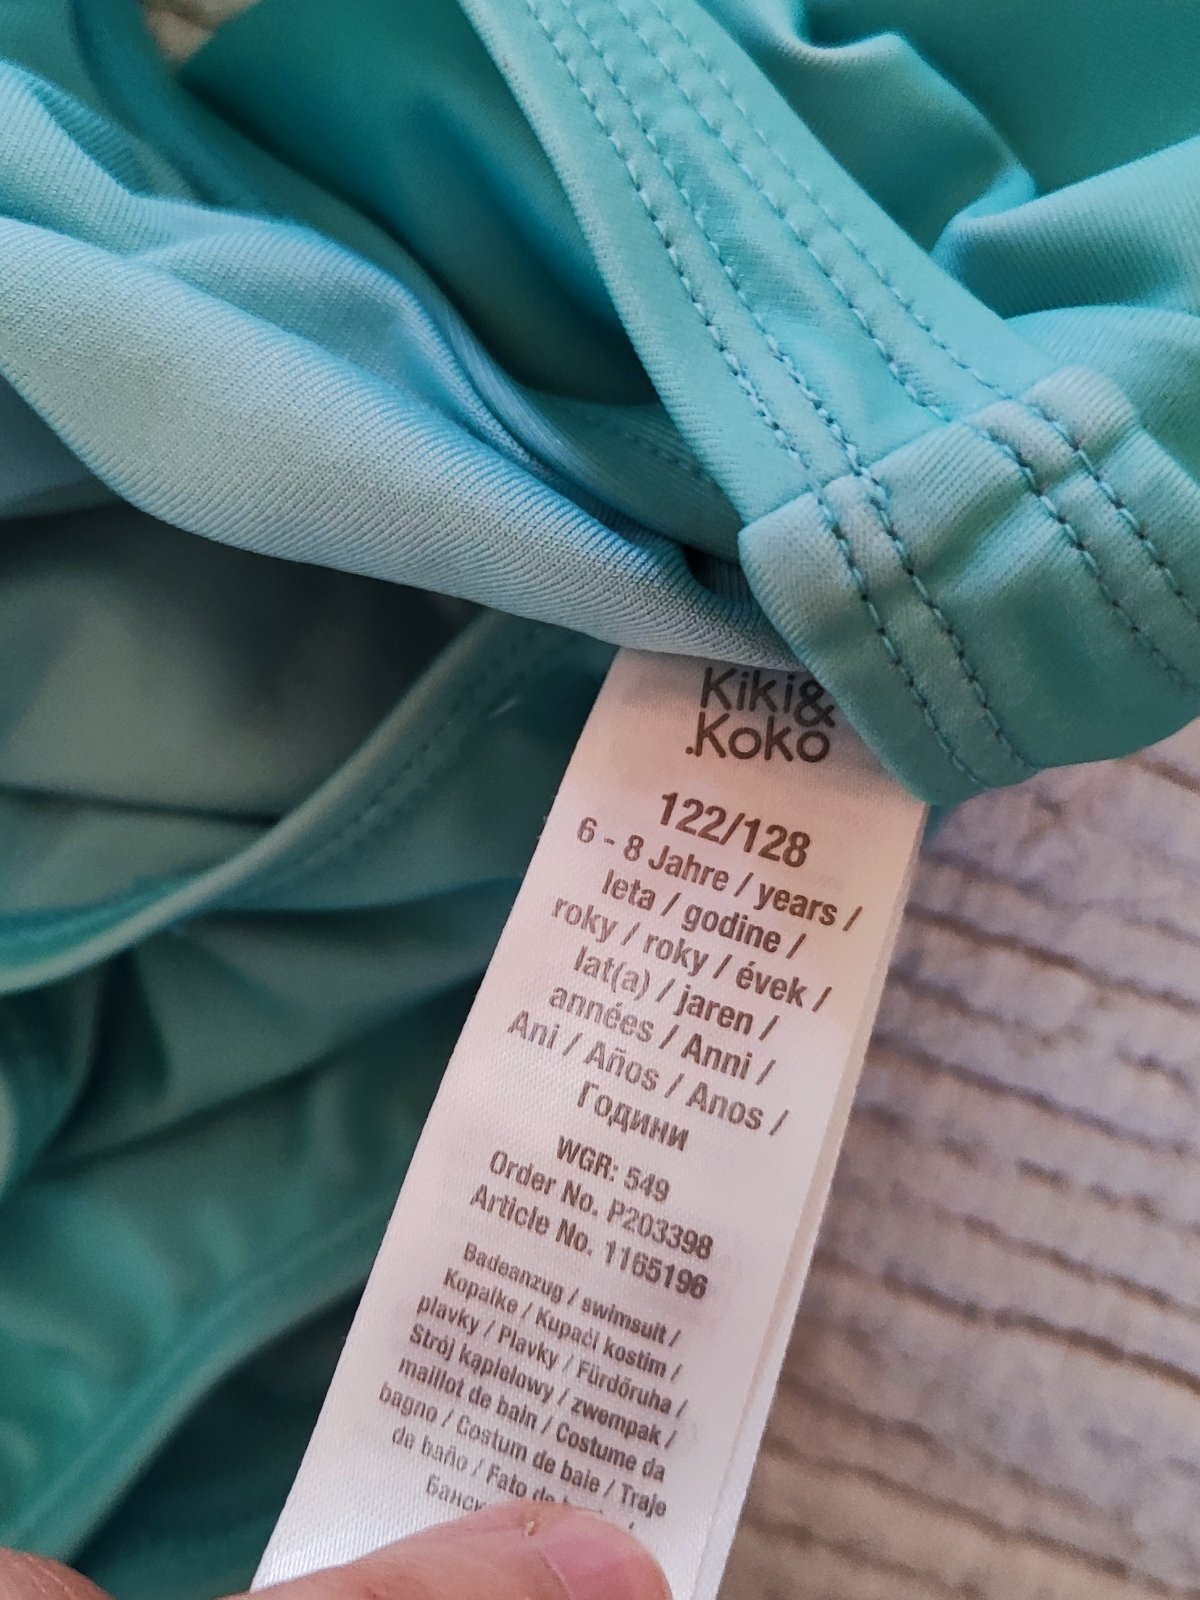 Kiki&
.Koko
122/128
6 - 8 Jahre / years /
leta / godine /
roky / roky / évek /
lat(a) / jaren /
années / Anni /
Ani / Años / Anos /
Години
WGR: 549
Order No. P203398
Article No. 1165196
Badeanzug / swimsuit /
Kopalke / Kupaći kostim /
plavky / Plavky / Fürdőruha /
Strój kąpielowy / zwempak /
maillot de bain / Costume da
bagno / Costum de baie / Traje
de baño / Fato de